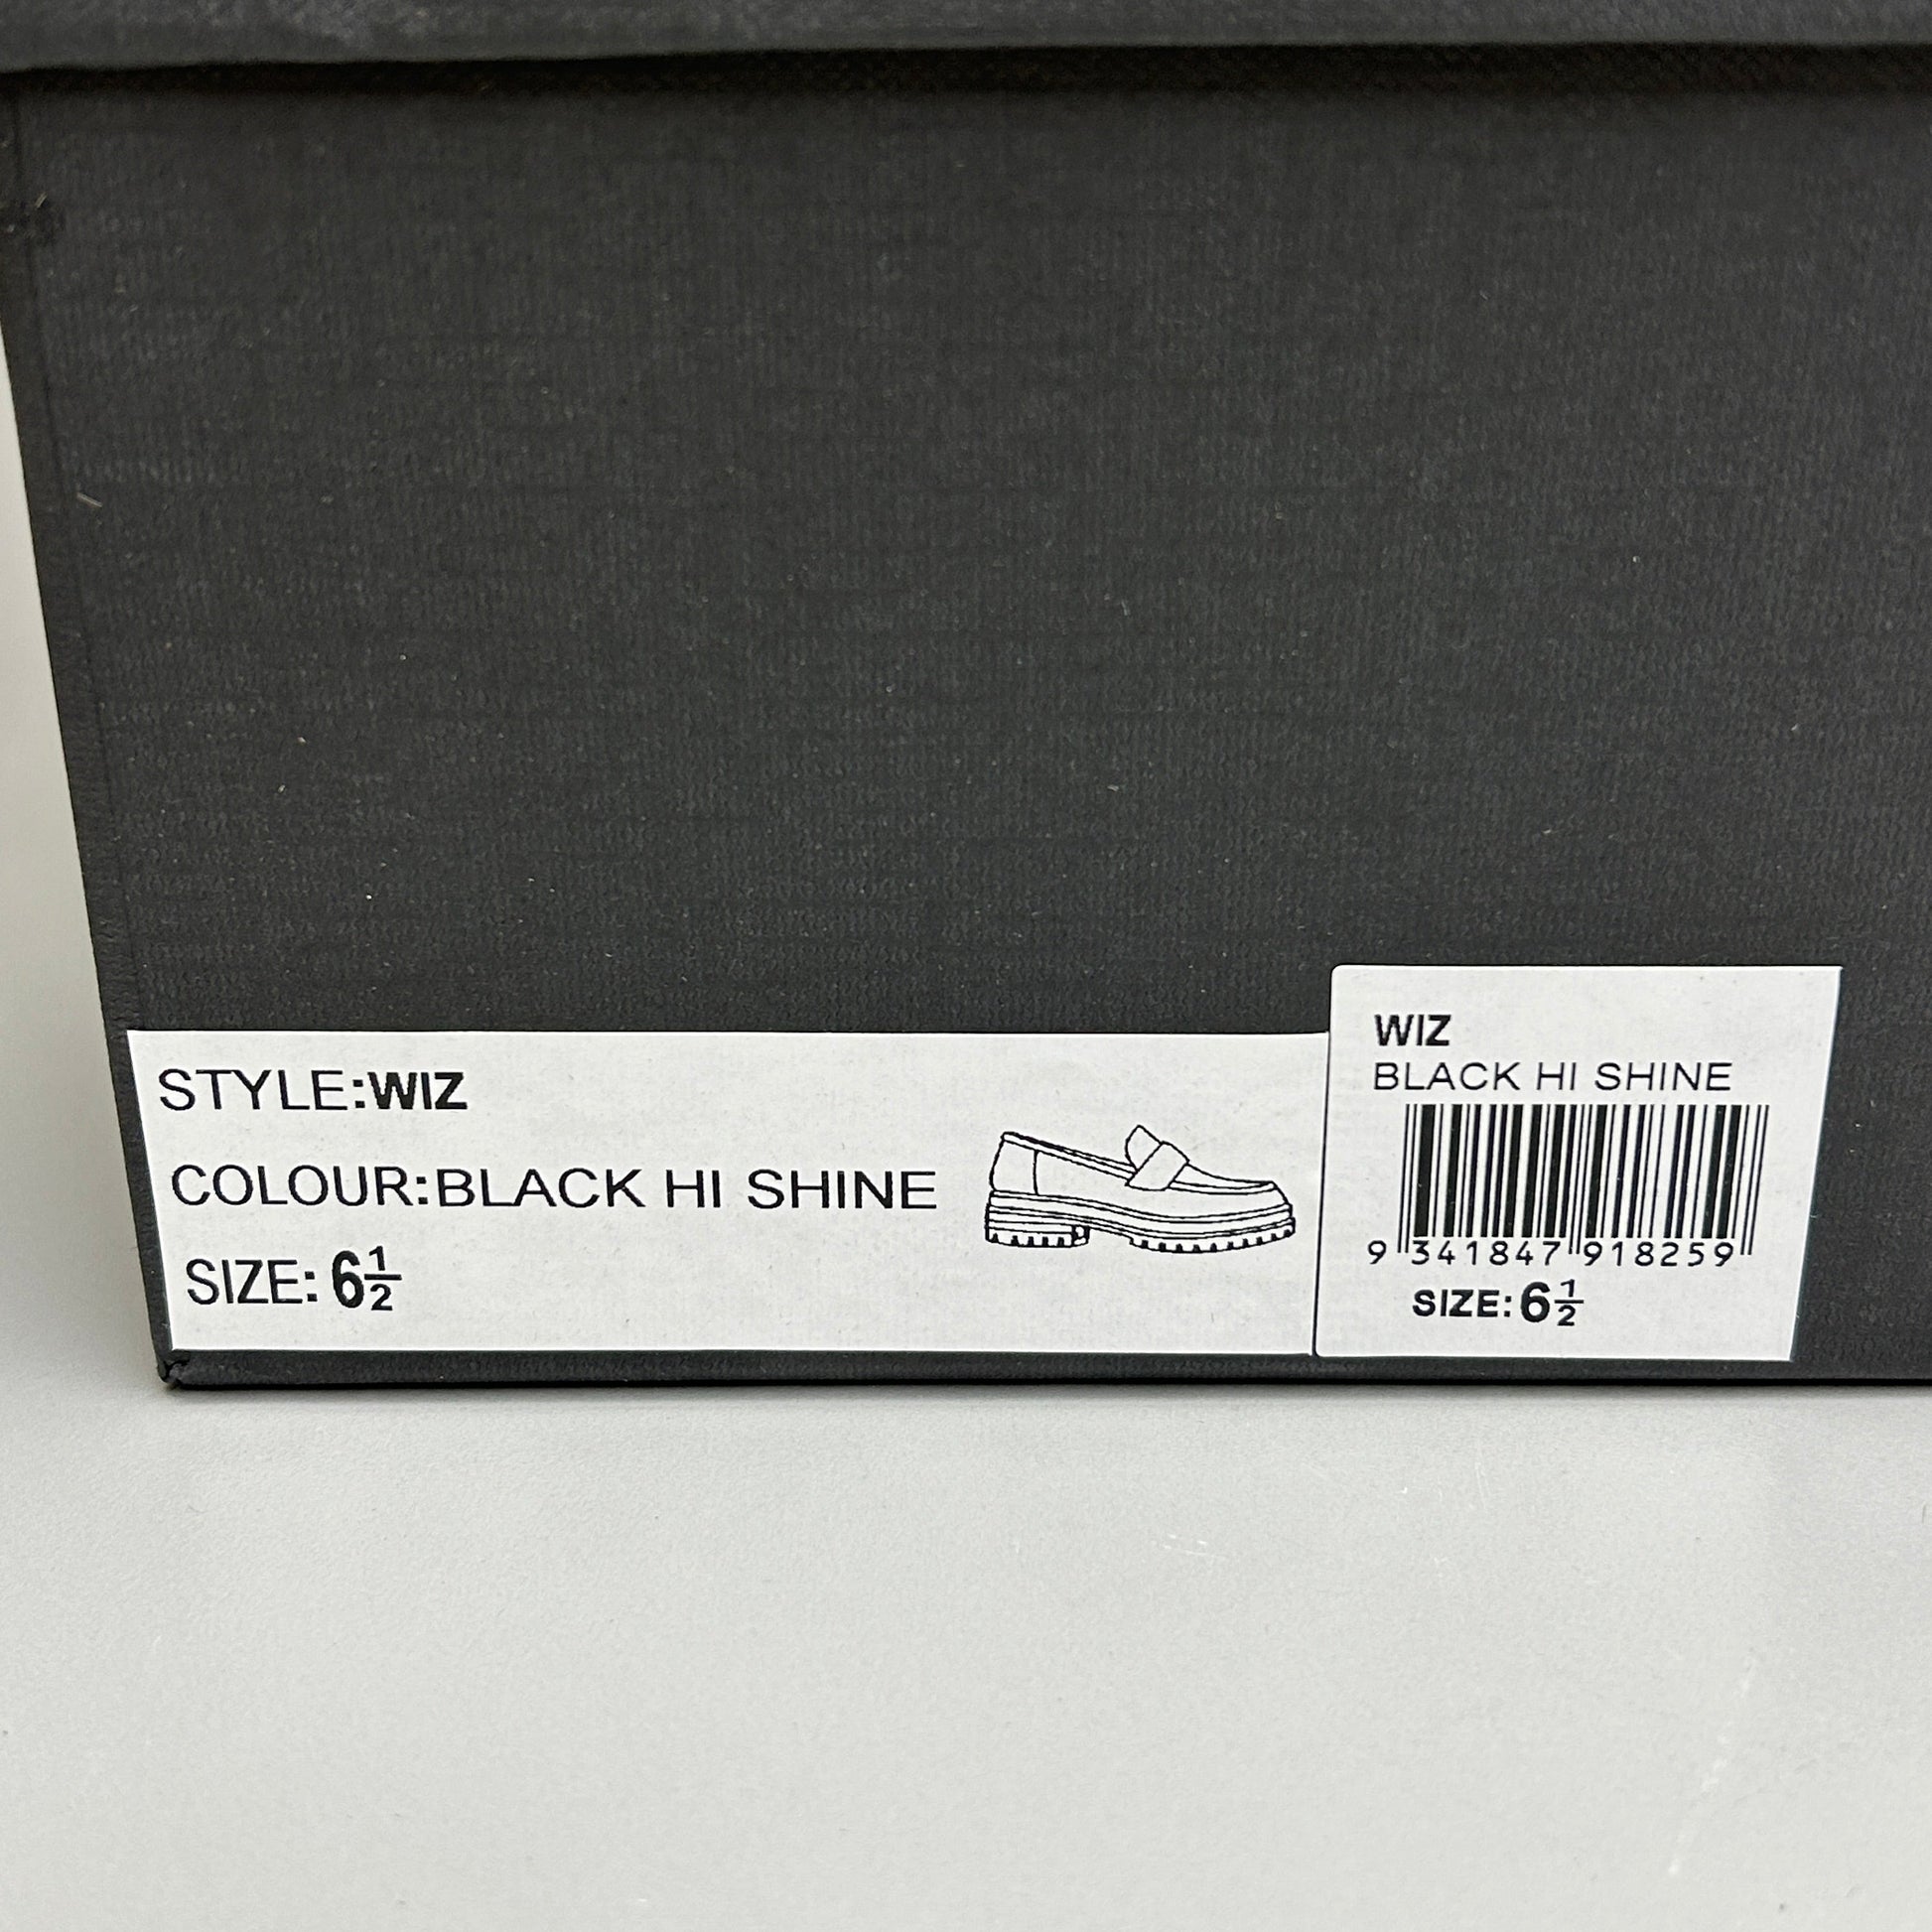 STYLE:WIZ
COLOUR:BLACK HI SHINE
SIZE: 6½
WIZ
BLACK HI SHINE
9 341847 918259
SIZE: 6½